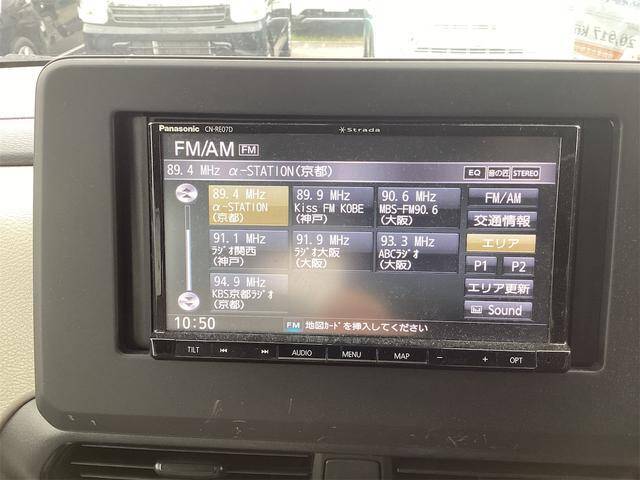 20,917 km
Panasonic CN-RE07D
Strada
FM/AM FM
89.4 MHz α-STATION(京都)
EQ 音の匠 STEREO
89.4 MHz
α-STATION
(京都)
89.9 MHz
Kiss FM KOBE
(神戸)
90.6 MHz
MBS-FM90.6
(大阪)
FM/AM
交通情報
エリア
91.1 MHz
ラジオ関西
(神戸)
91.9 MHz
ラジオ大阪
(大阪)
93.3 MHz
ABCラジオ
(大阪)
P1 P2
エリア更新
94.9 MHz
KBS京都ラジオ
(京都)
Sound
10:50
FM 地図カードを挿入してください
TILT AUDIO MENU MAP − + OPT